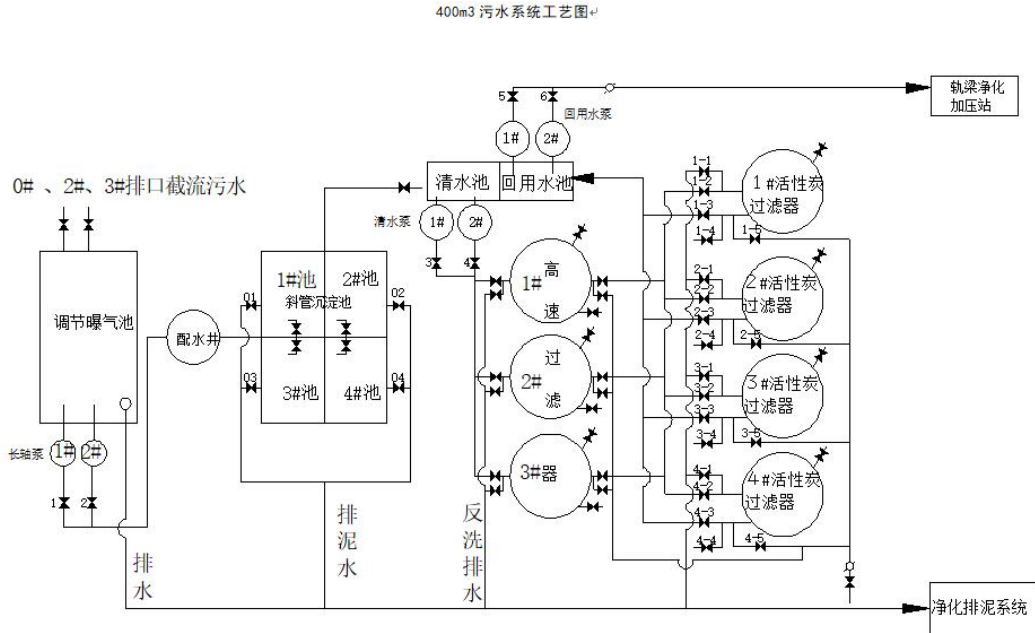 400m3 污水系统工艺图
轨梁净化
加压站
5
6
回用水泵
1#
2#
0# 、2#、3#排口截流污水
清水池
回用水池
清水泵
1#
2#
3
4
1-1
1-2
1-3
1-4
1-5
1#活性炭
过滤器
2-1
2-2
2-3
2-4
2-5
2#活性炭
过滤器
3-1
3-2
3-3
3-4
3-5
3#活性炭
过滤器
4-1
4-2
4-3
4-4
4-5
4#活性炭
过滤器
1#
高
速
2#
过
滤
3#器
调节曝气池
配水井
1#池
2#池
斜管沉淀池
3#池
4#池
01
02
03
04
长轴泵
1#
2#
1
2
排水
排泥水
反洗排水
净化排泥系统